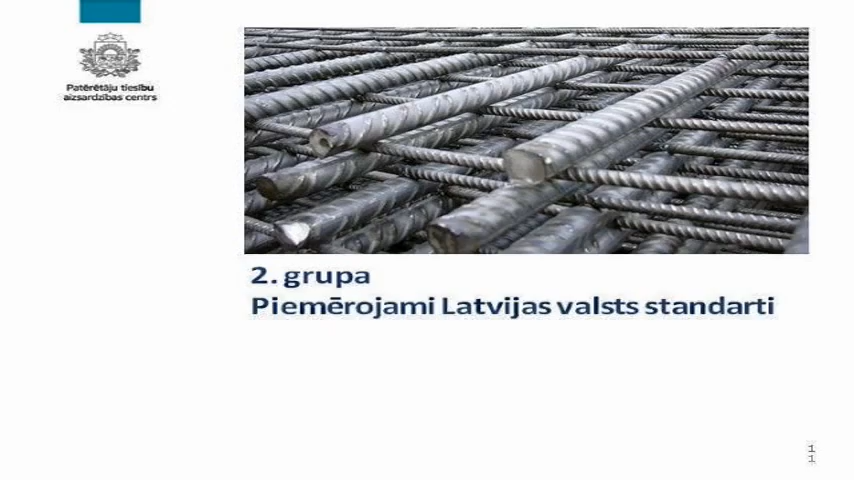 Patērētāju tiesību
aizsardzības centrs
2. grupa
Piemērojami Latvijas valsts standarti
1
1